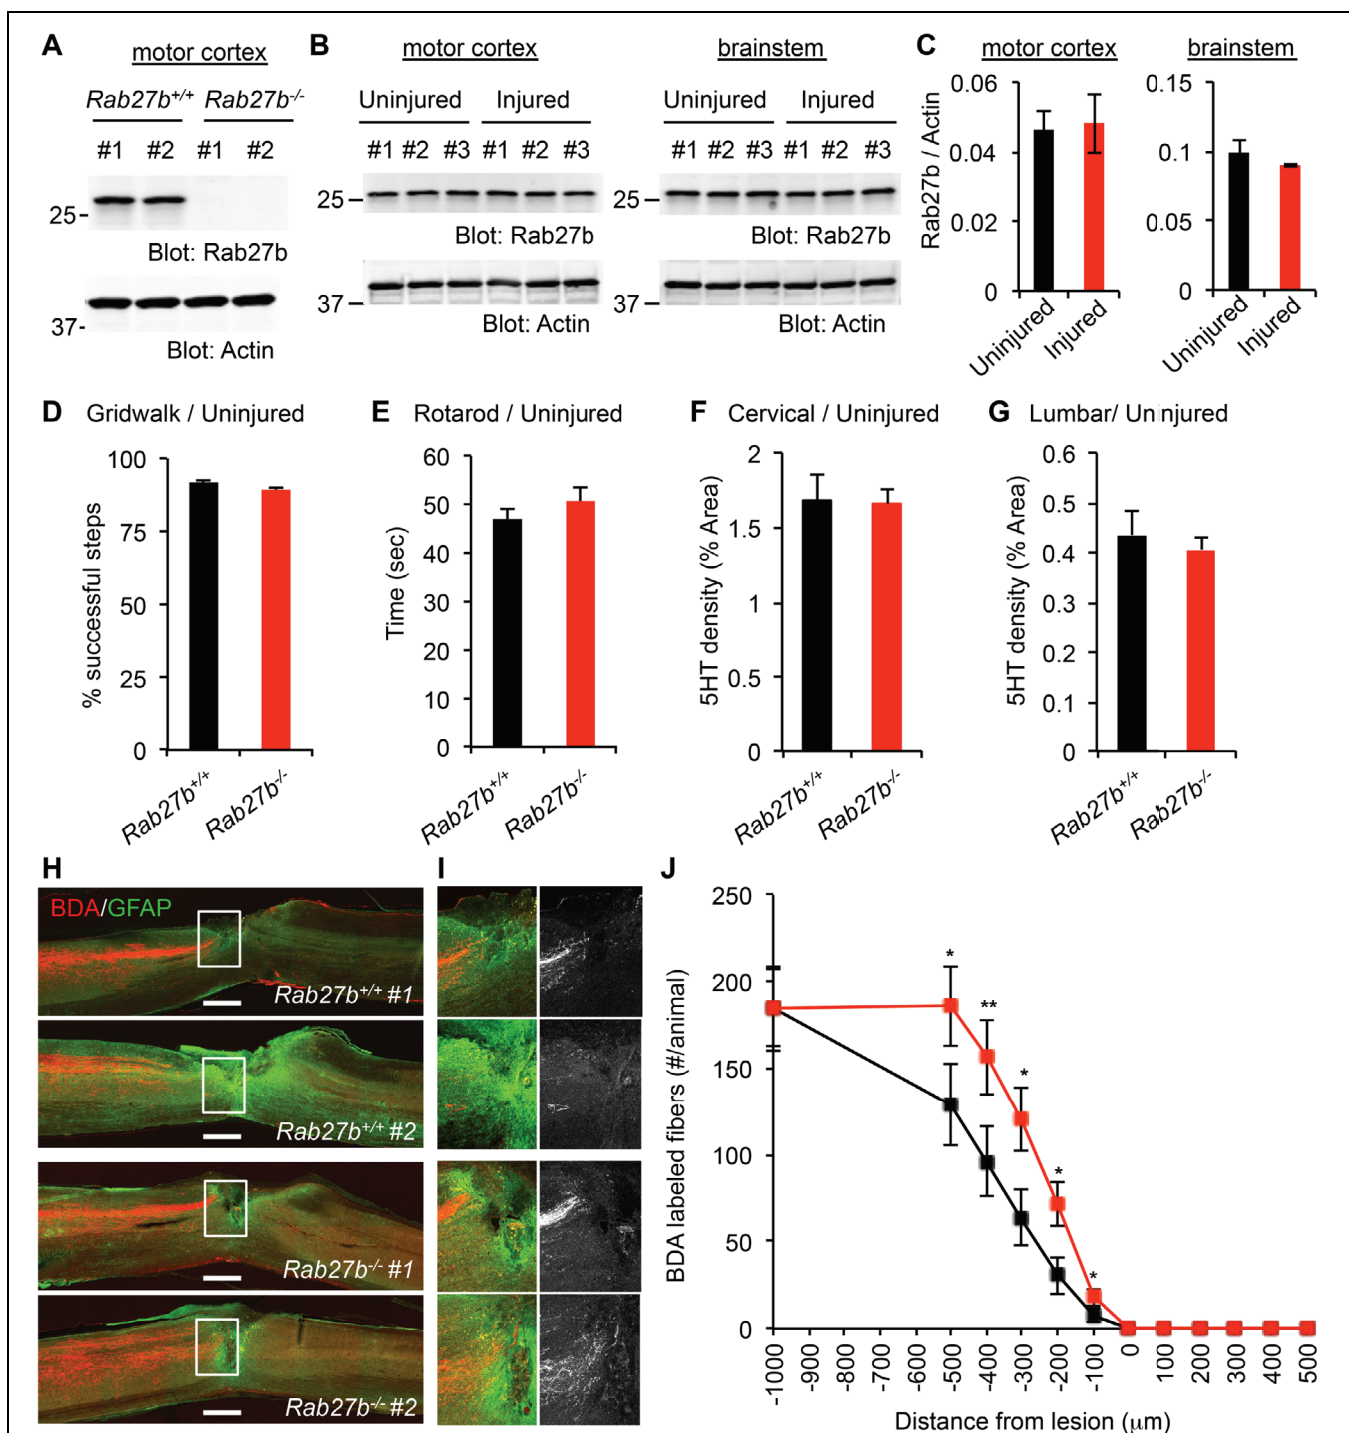 A
motor cortex
Rab27b+/+ Rab27b-/-
#1 #2 #1 #2
25
Blot: Rab27b
37-
Blot: Actin
B
motor cortex
brainstem
Uninjured Injured
Uninjured Injured
#1 #2 #3 #1 #2 #3
#1 #2 #3 #1 #2 #3
25
Blot: Rab27b
25
Blot: Rab27b
37
Blot: Actin
37
Blot: Actin
C
motor cortex
brainstem
Rab27b / Actin
0.06
0.04
0.02
0
Uninjured
Injured
0.15
0.1
0.05
0
Uninjured
Injured
D Gridwalk / Uninjured
% successful steps
100
75
50
25
0
Rab27b+/+
Rab27b-/-
E Rotarod / Uninjured
Time (sec)
60
50
40
30
20
10
0
Rab27b+/+
Rab27b-/-
F Cervical / Uninjured
5HT density (% Area)
2
1.5
1
0.5
0
Rab27b+/+
Rab27b-/-
G Lumbar/ Uninjured
5HT density (% Area)
0.6
0.5
0.4
0.3
0.2
0.1
0
Rab27b+/+
Rab27b-/-
H
BDA/GFAP
Rab27b+/+ #1
Rab27b+/+ #2
Rab27b-/- #1
Rab27b-/- #2
I
J
BDA labeled fibers (#/animal)
250
200
150
100
50
0
* ** * * *
-1000 -900 -800 -700 -600 -500 -400 -300 -200 -100 0 100 200 300 400 500
Distance from lesion (μm)